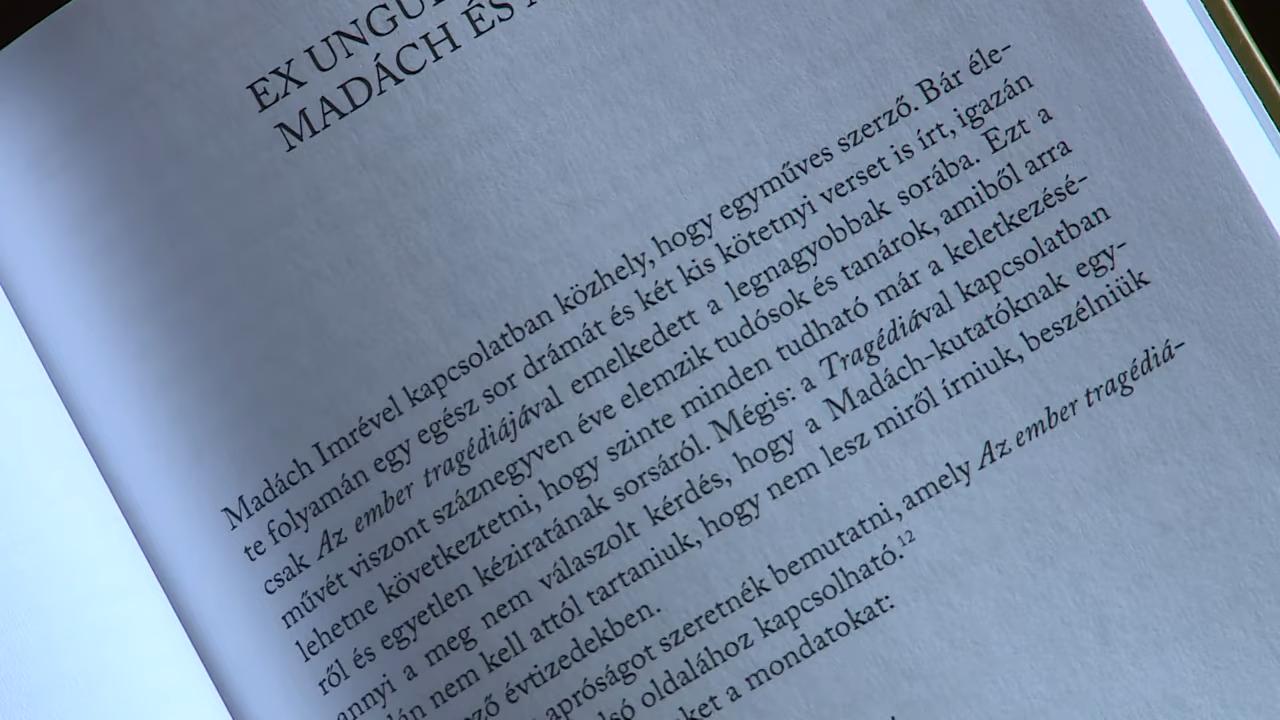 EX UNGU
MADÁCH ÉS
Madách Imrével kapcsolatban közhely, hogy egyműves szerző. Bár éle-
te folyamán egy egész sor drámát és két kis kötetnyi verset is írt, igazán
csak Az ember tragédiájával emelkedett a legnagyobbak sorába. Ezt a
művét viszont száznegyven éve elemzik tudósok és tanárok, amiből arra
lehetne következtetni, hogy szinte minden tudható már a keletkezésé-
ről és egyetlen kéziratának sorsáról. Mégis: a Tragédiával kapcsolatban
annyi a meg nem válaszolt kérdés, hogy a Madách-kutatóknak egy-
nem kell attól tartaniuk, hogy nem lesz miről írniuk, beszélniük
évtizedekben.
apróságot szeretnék bemutatni, amely Az ember tragédiá-
oldalához kapcsolható.12
a mondatokat: